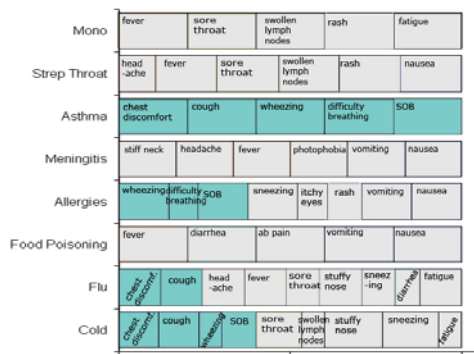 Mono
fever
sore
throat
swollen
lymph
nodes
rash
fatigue
Strep Throat
head
-ache
fever
sore
throat
swollen
lymph
nodes
rash
nausea
Asthma
chest
discomfort
cough
wheezing
difficulty
breathing
SOB
Meningitis
stiff neck
headache
fever
photophobia
vomiting
nausea
Allergies
wheezing
difficulty
breathing
SOB
sneezing
itchy
eyes
rash
vomiting
nausea
Food Poisoning
fever
diarrhea
ab pain
vomiting
nausea
Flu
chest
discomf.
cough
head
-ache
fever
sore
throat
stuffy
nose
sneez
-ing
diarrhea
fatigue
Cold
chest
discomf.
cough
wheezing
SOB
sore
throat
swollen
lymph
nodes
stuffy
nose
sneezing
fatigue